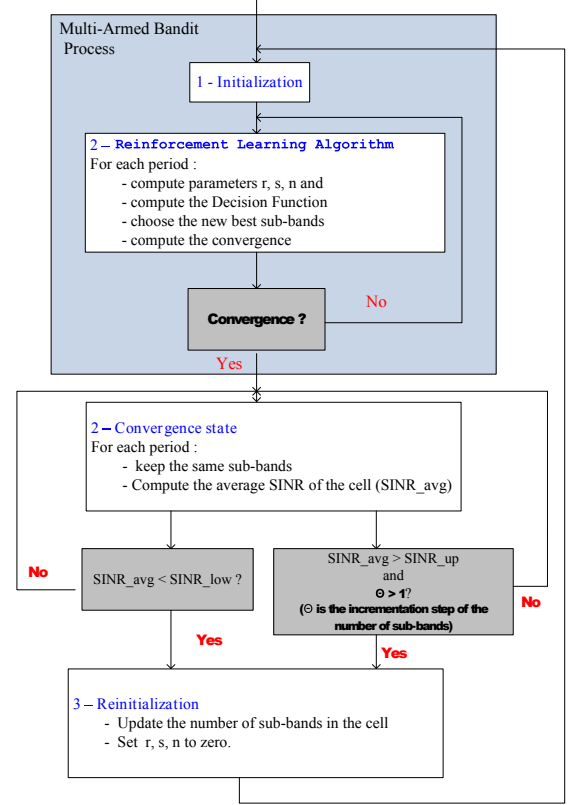 Multi-Armed Bandit
Process
1 - Initialization
2 – Reinforcement Learning Algorithm
For each period :
- compute parameters r, s, n and
- compute the Decision Function
- choose the new best sub-bands
- compute the convergence
Convergence ?
No
Yes
2 – Convergence state
For each period :
- keep the same sub-bands
- Compute the average SINR of the cell (SINR_avg)
No
SINR_avg < SINR_low ?
Yes
SINR_avg > SINR_up
and
Θ > 1?
(Θ is the incrementation step of the
number of sub-bands)
No
Yes
3 – Reinitialization
- Update the number of sub-bands in the cell
- Set r, s, n to zero.